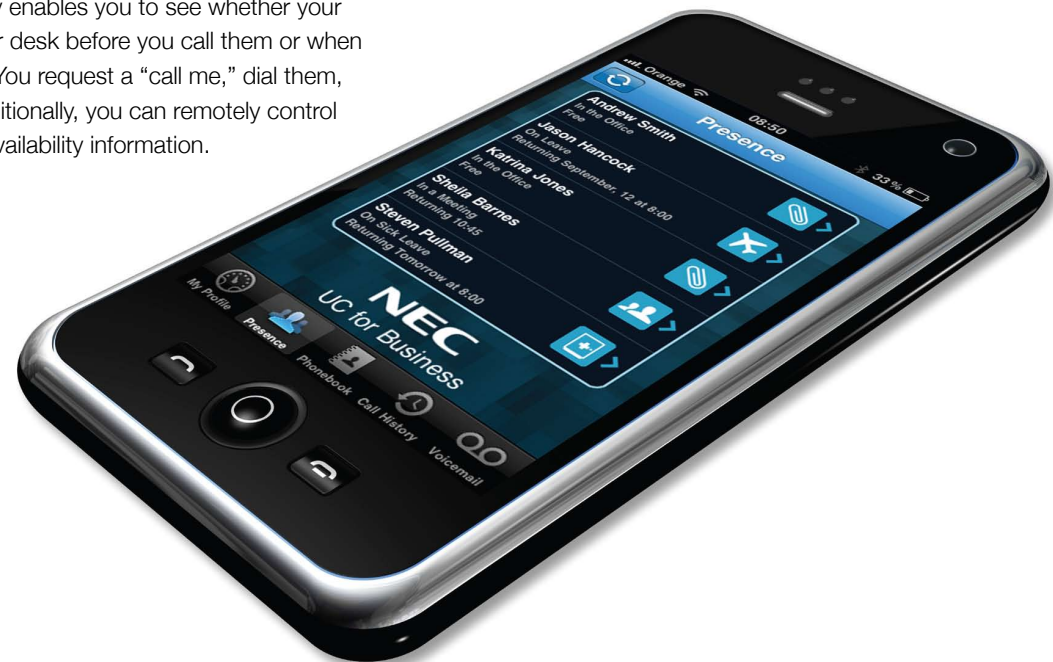 y enables you to see whether your
r desk before you call them or when
You request a “call me,” dial them,
itionally, you can remotely control
vailability information.
Orange 08:50 33%
Presence
Andrew Smith
In the Office
Free
Jason Hancock
On Leave
Returning September, 12 at 8:00
Katrina Jones
In the Office
Free
Sheila Barnes
In a Meeting
Returning 10:45
Steven Pullman
On Sick Leave
Returning Tomorrow at 8:00
NEC
UC for Business
My Profile Presence Phonebook Call History Voicemail